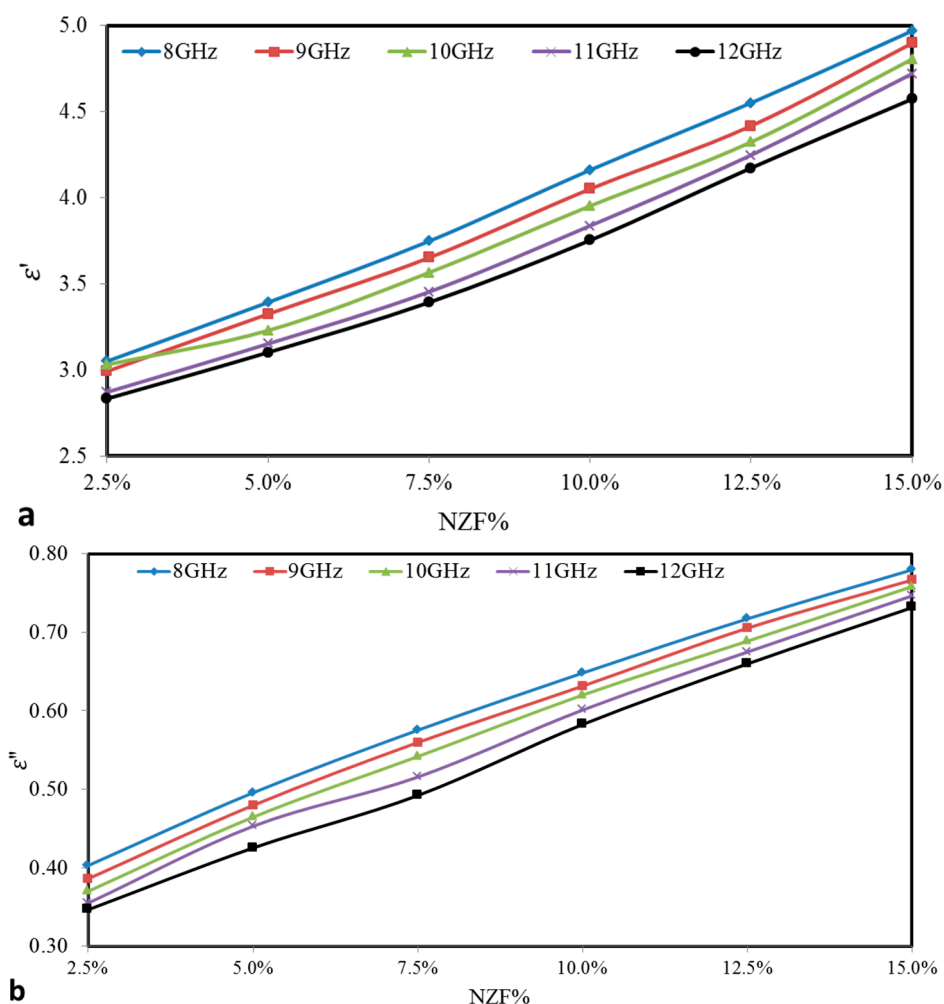 5.0
8GHz 9GHz 10GHz 11GHz 12GHz
4.5
4.0
3.5
3.0
2.5
ε'
2.5% 5.0% 7.5% 10.0% 12.5% 15.0%
NZF%
a
0.80
8GHz 9GHz 10GHz 11GHz 12GHz
0.70
0.60
0.50
0.40
0.30
ε"
2.5% 5.0% 7.5% 10.0% 12.5% 15.0%
NZF%
b